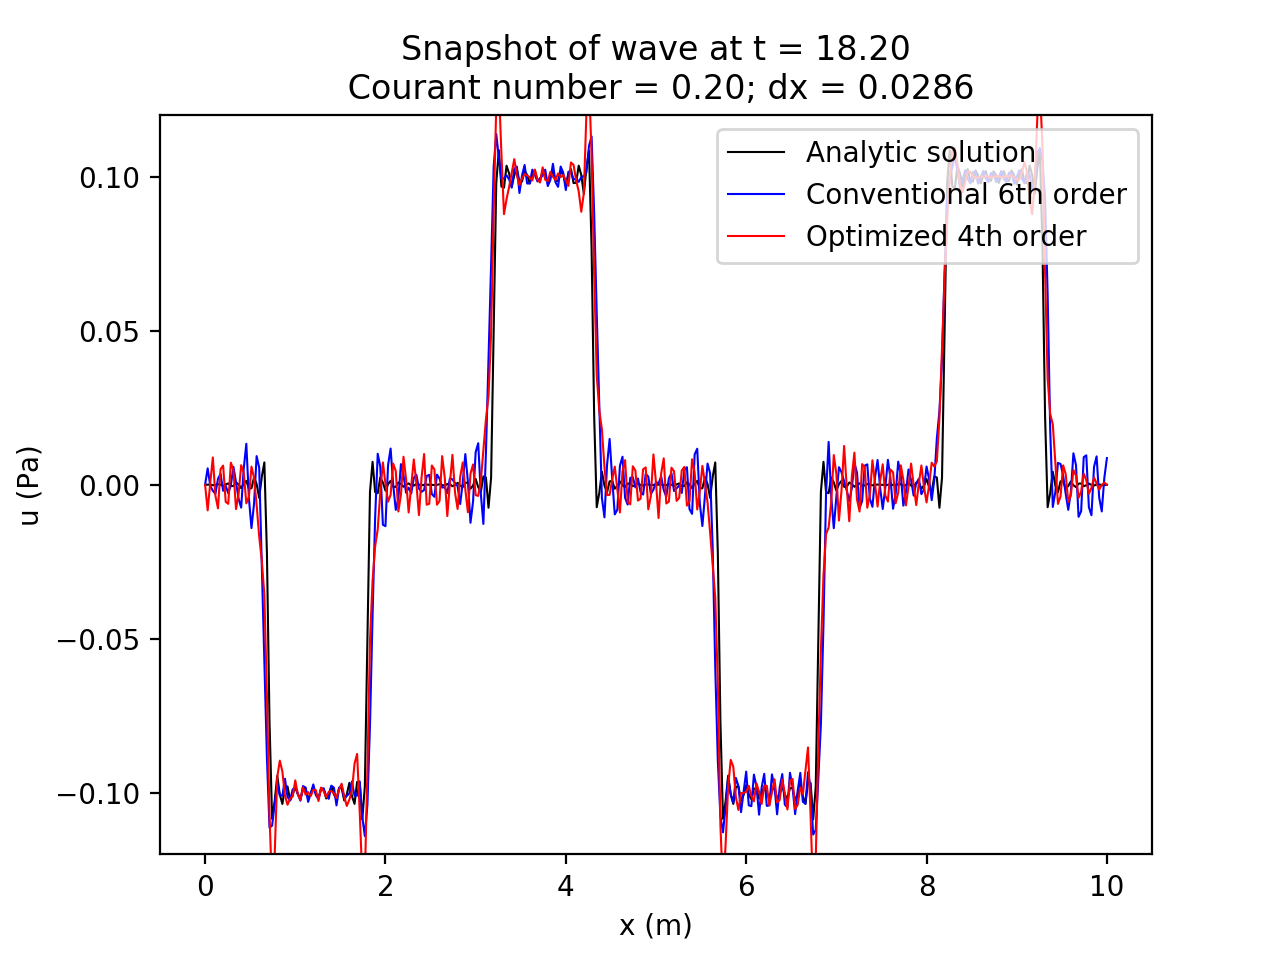 Snapshot of wave at t = 18.20
Courant number = 0.20; dx = 0.0286
Analytic solution
Conventional 6th order
Optimized 4th order
0.10
0.05
0.00
−0.05
−0.10
u (Pa)
0 2 4 6 8 10
x (m)